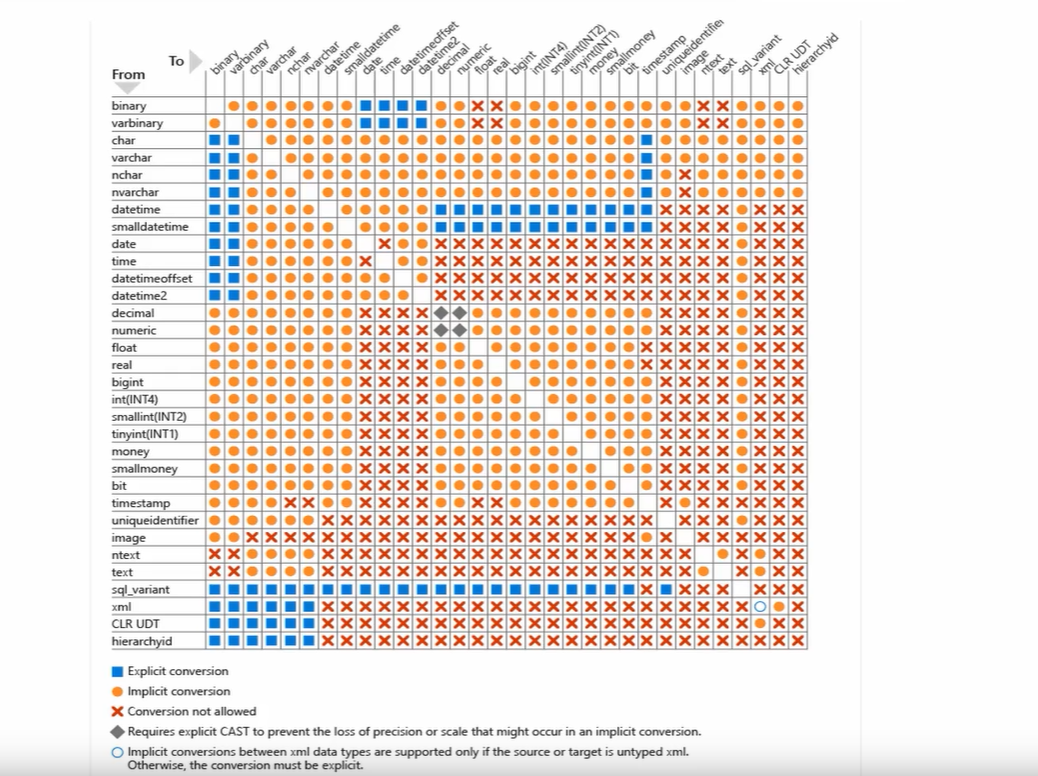 To
From
binary
varbinary
char
varchar
nchar
nvarchar
datetime
smalldatetime
date
time
datetimeoffset
datetime2
decimal
numeric
float
real
bigint
int(INT4)
smallint(INT2)
tinyint(INT1)
money
smallmoney
bit
timestamp
uniqueidentifier
image
ntext
text
sql_variant
xml
CLR UDT
hierarchyid
binary
varbinary
char
varchar
nchar
nvarchar
datetime
smalldatetime
date
time
datetimeoffset
datetime2
decimal
numeric
float
real
bigint
int(INT4)
smallint(INT2)
tinyint(INT1)
money
smallmoney
bit
timestamp
uniqueidentifier
image
ntext
text
sql_variant
xml
CLR UDT
hierarchyid
Explicit conversion
Implicit conversion
Conversion not allowed
Requires explicit CAST to prevent the loss of precision or scale that might occur in an implicit conversion.
Implicit conversions between xml data types are supported only if the source or target is untyped xml.
Otherwise, the conversion must be explicit.